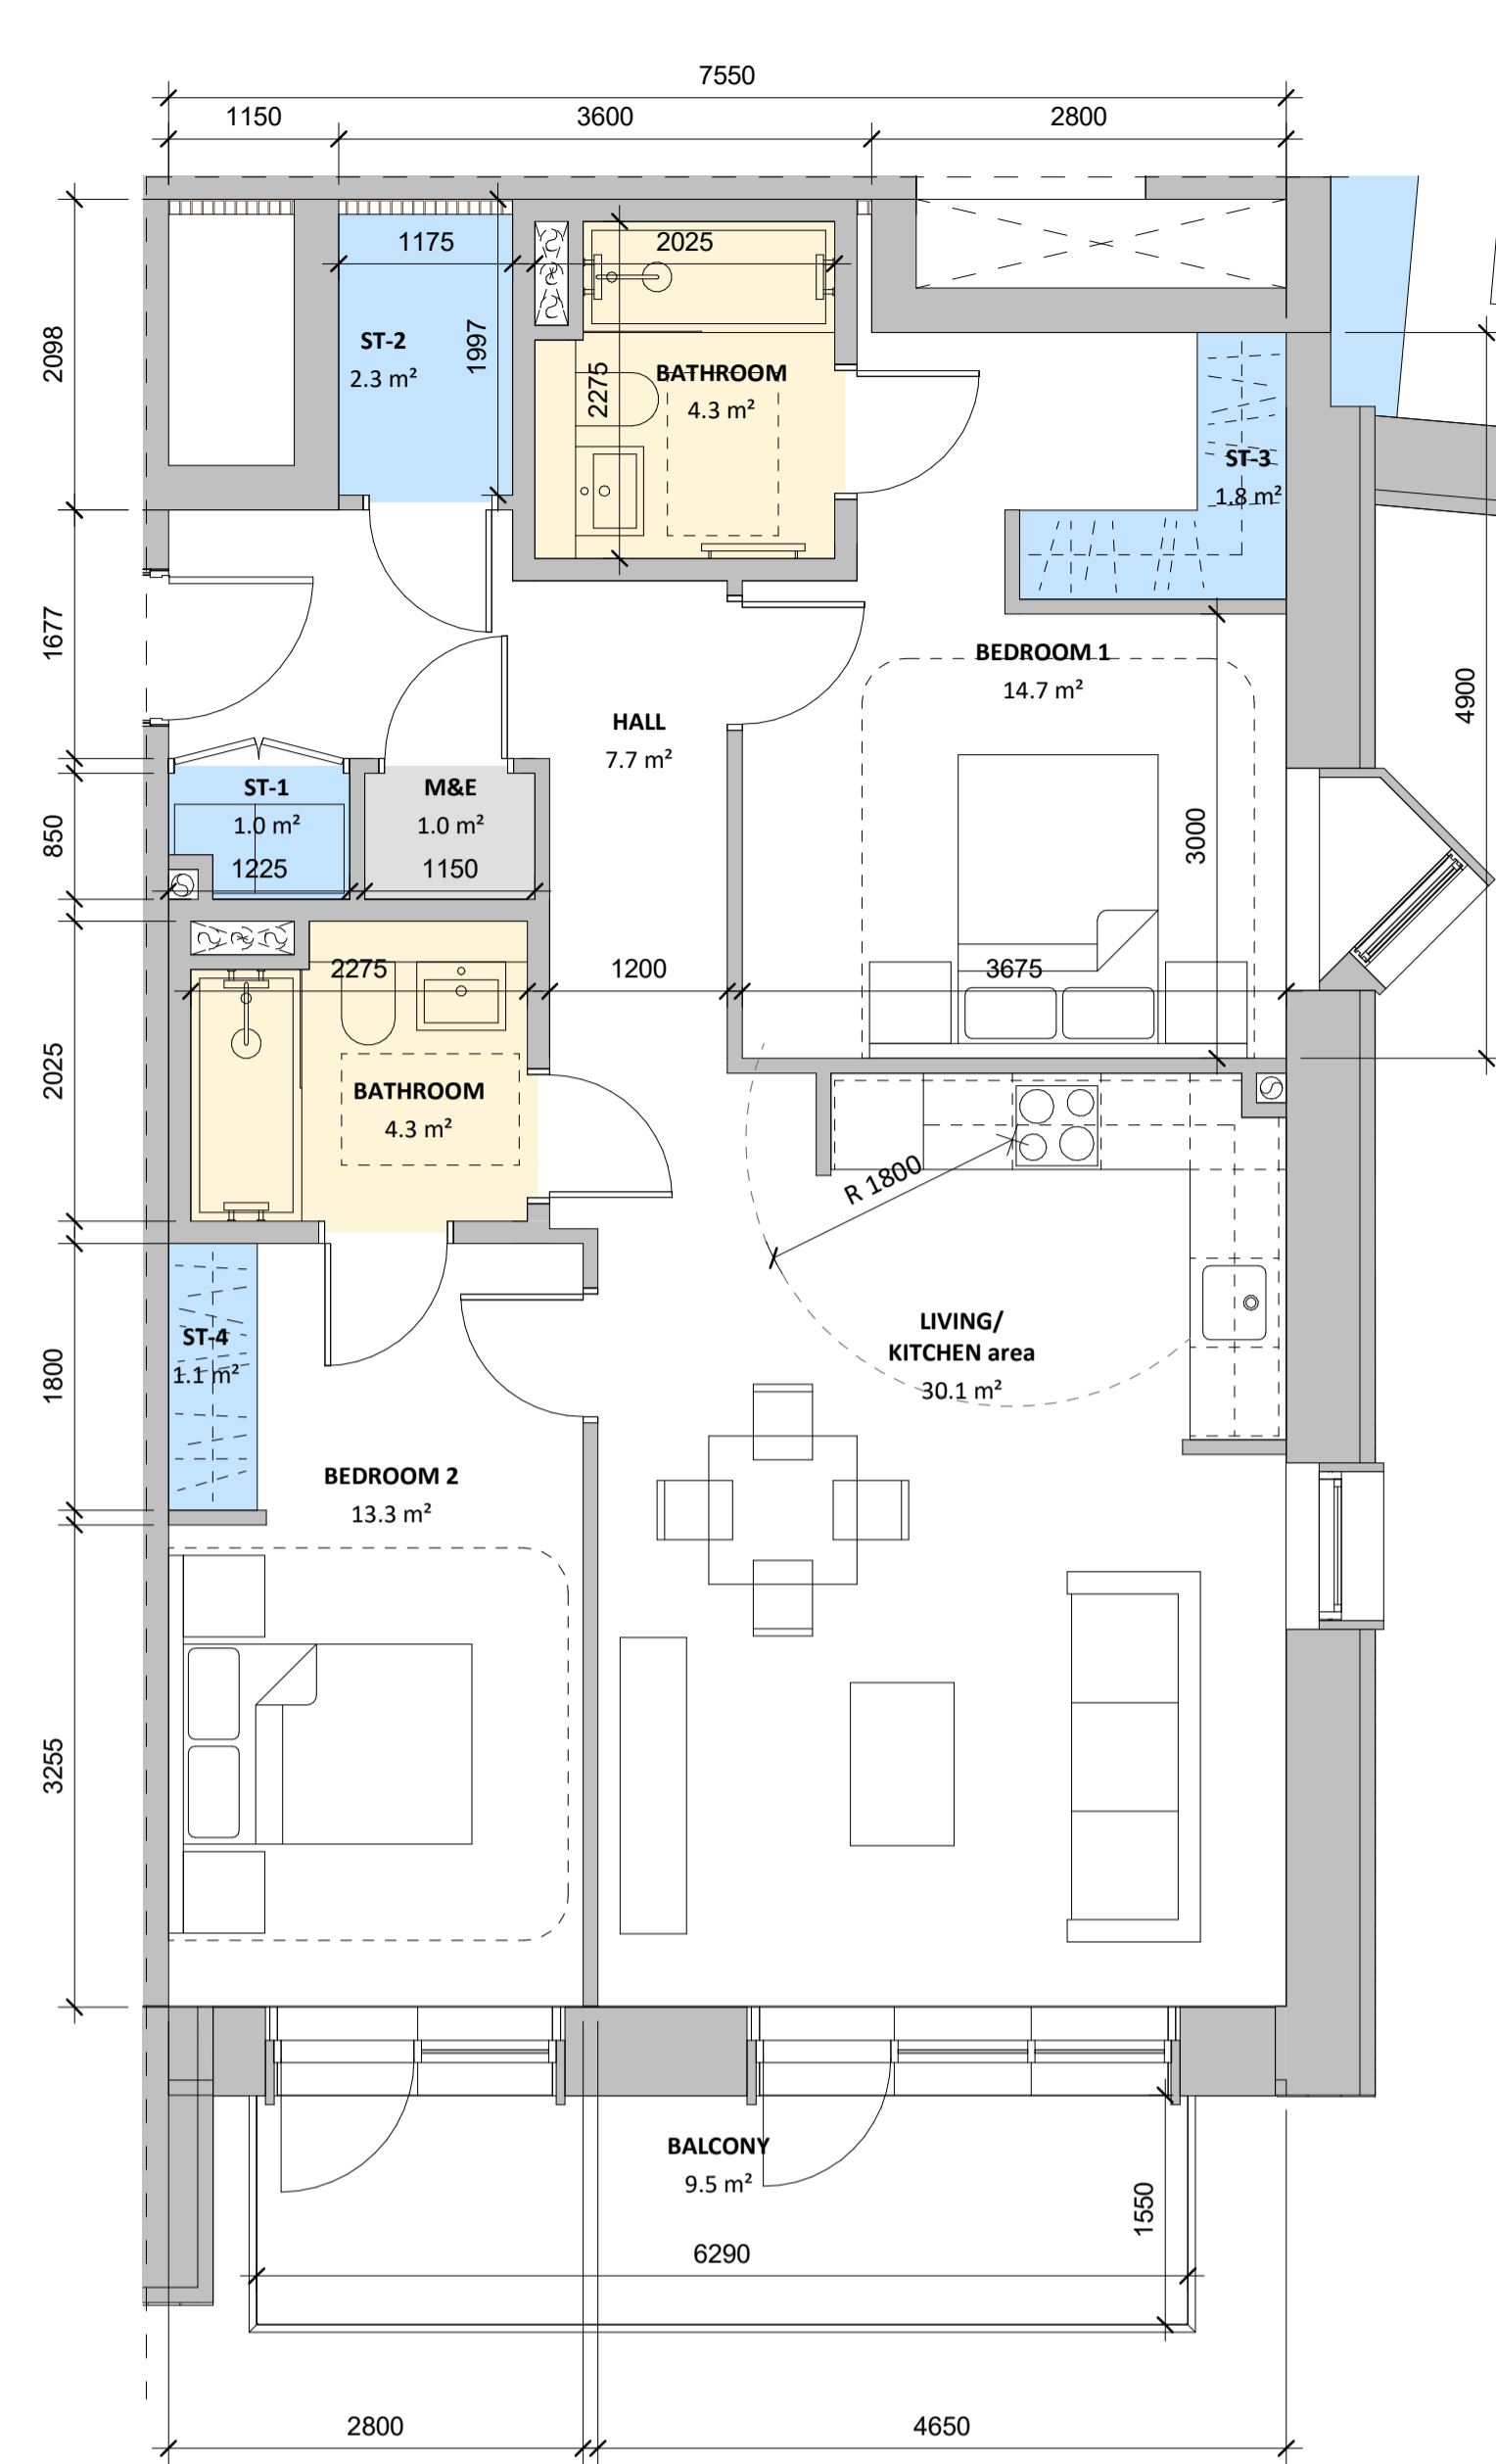 7550
1150
3600
2800
1175
2025
2098
ST-2
2.3 m²
1997
2275
BATHROOM
4.3 m²
ST-3
1.8 m²
1677
BEDROOM 1
14.7 m²
4900
HALL
7.7 m²
ST-1
1.0 m²
M&E
1.0 m²
850
1225
1150
3000
2275
1200
3675
2025
BATHROOM
4.3 m²
R 1800
LIVING/
KITCHEN area
30.1 m²
ST-4
1.1 m²
1800
BEDROOM 2
13.3 m²
3255
BALCONY
9.5 m²
1550
6290
2800
4650